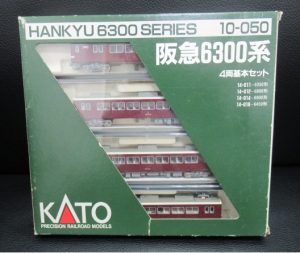 HANKYU 6300 SERIES 10-050
阪急6300系
4両基本セット
KATO
PRECISION RAILROAD MODELS